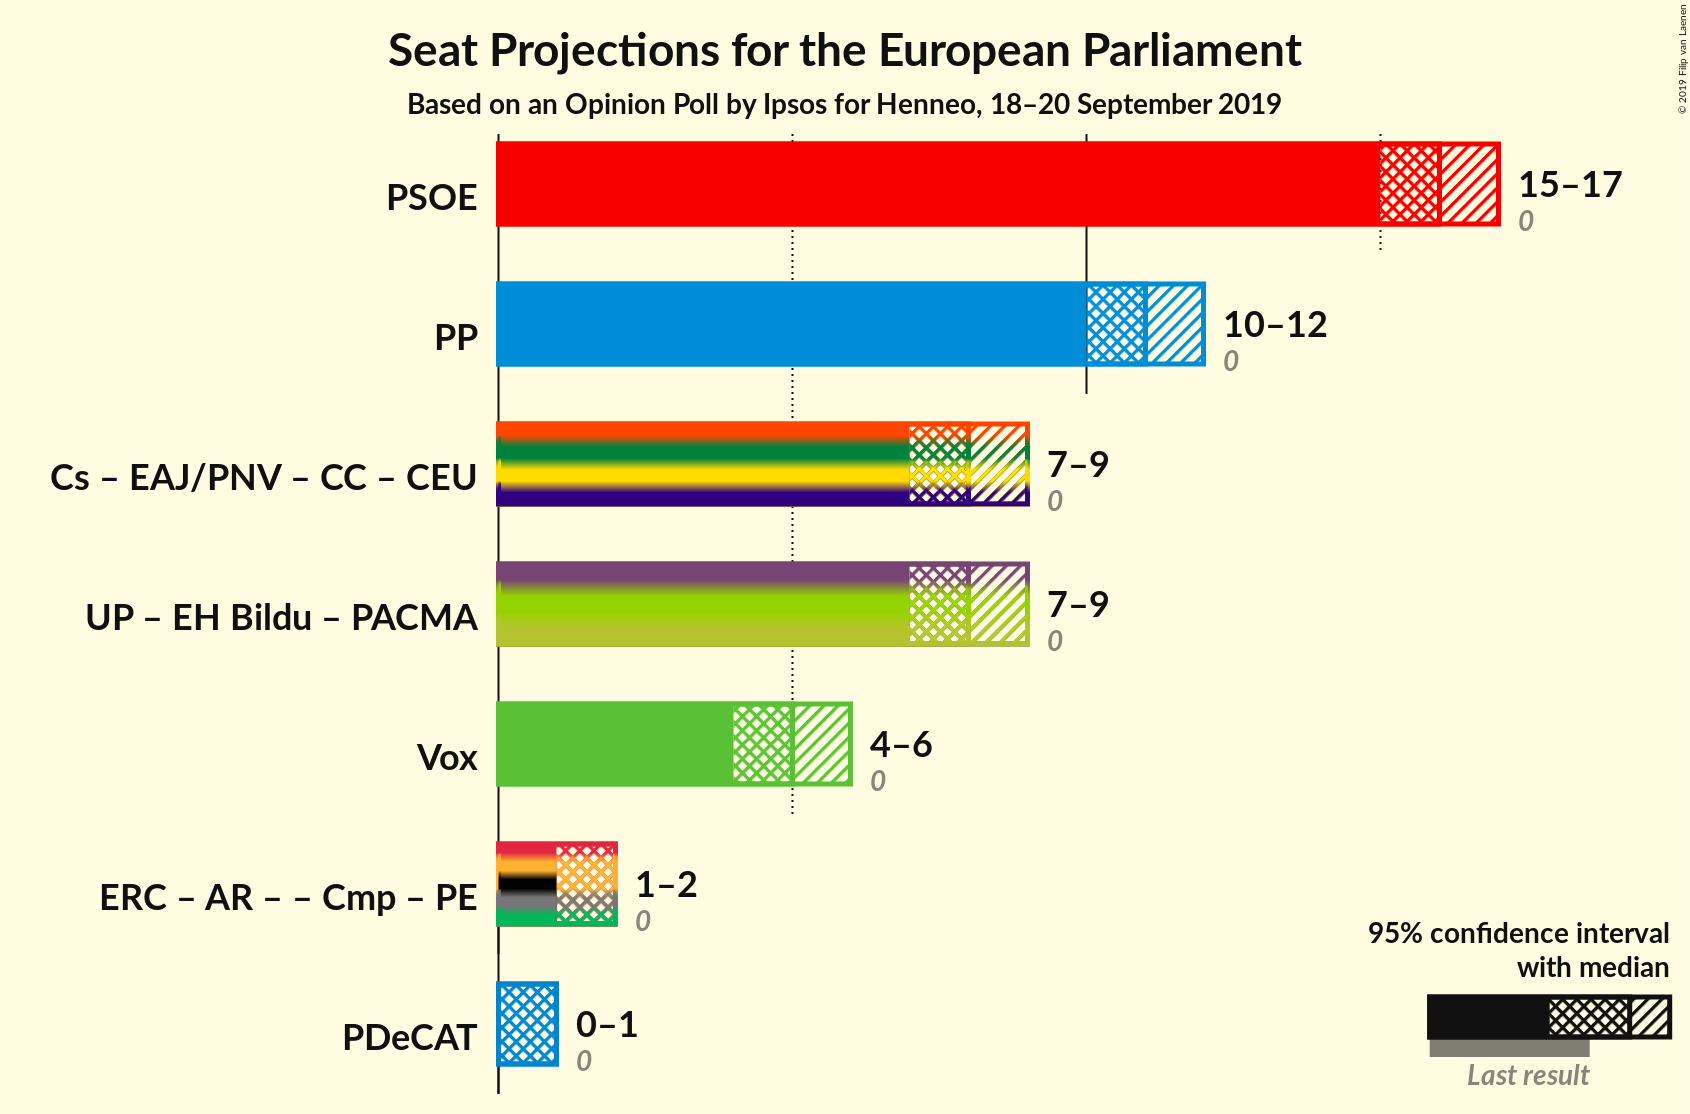 Seat Projections for the European Parliament
Based on an Opinion Poll by Ipsos for Henneo, 18–20 September 2019
© 2019 Filip van Laenen
PSOE
15–17
0
PP
10–12
0
Cs – EAJ/PNV – CC – CEU
7–9
0
UP – EH Bildu – PACMA
7–9
0
Vox
4–6
0
ERC – AR – – Cmp – PE
1–2
0
PDeCAT
0–1
0
95% confidence interval
with median
Last result